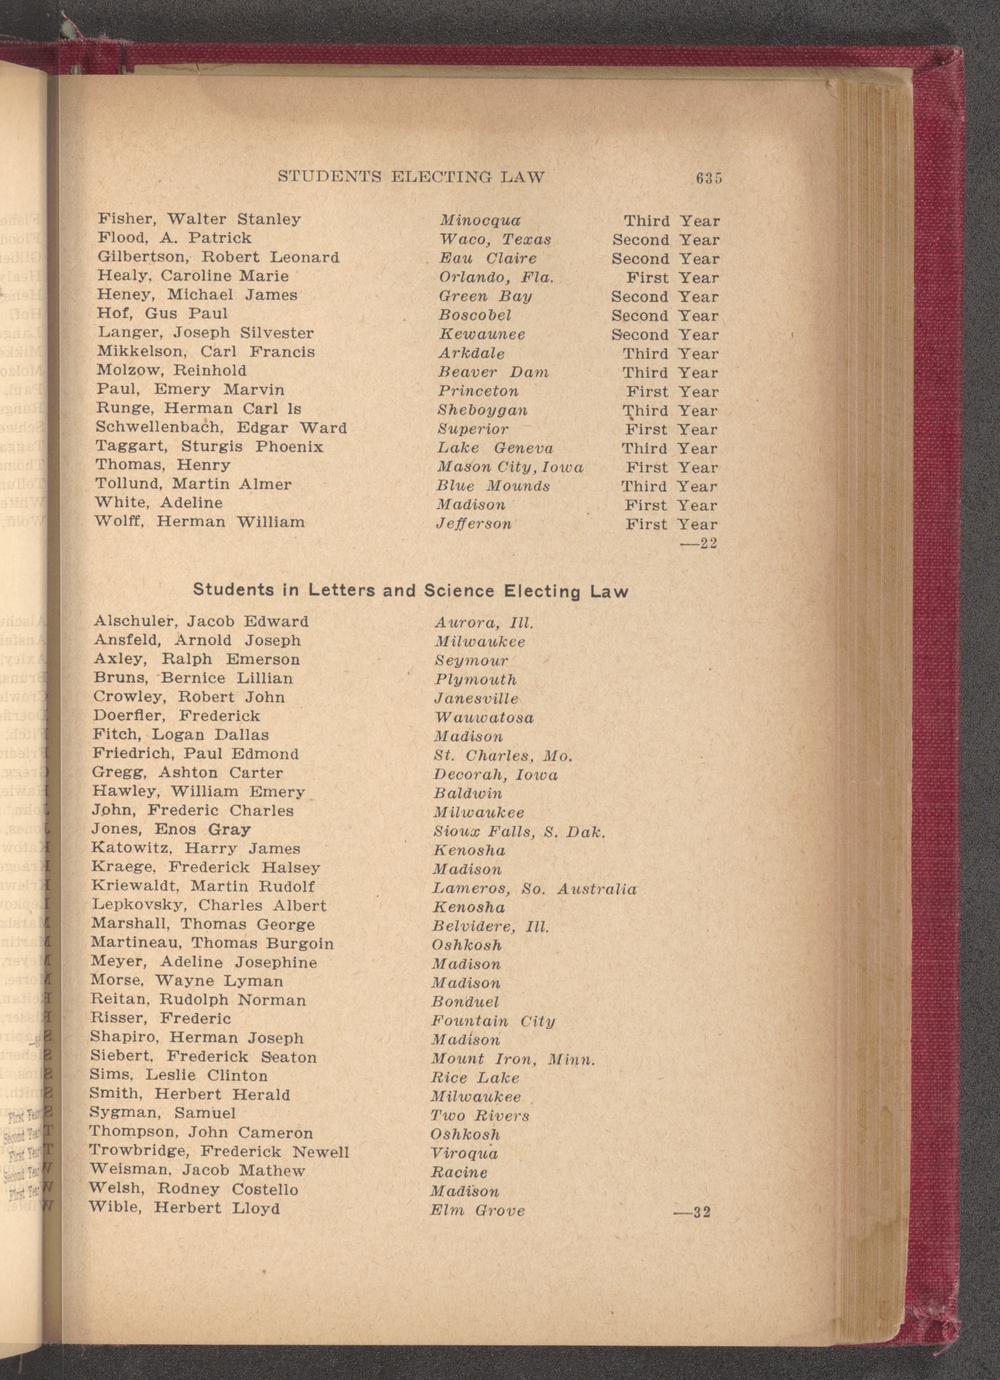 STUDENTS ELECTING LAW 635
Fisher, Walter Stanley Minocqua Third Year
Flood, A. Patrick Waco, Texas Second Year
Gilbertson, Robert Leonard Eau Claire Second Year
Healy, Caroline Marie Orlando, Fla. First Year
Heney, Michael James Green Bay Second Year
Hof, Gus Paul Boscobel Second Year
Langer, Joseph Silvester Kewaunee Second Year
Mikkelson, Carl Francis Arkdale Third Year
Molzow, Reinhold Beaver Dam Third Year
Paul, Emery Marvin Princeton First Year
Runge, Herman Carl ls Sheboygan Third Year
Schwellenbach, Edgar Ward Superior First Year
Taggart, Sturgis Phoenix Lake Geneva Third Year
Thomas, Henry Mason City, Iowa First Year
Tollund, Martin Almer Blue Mounds Third Year
White, Adeline Madison First Year
Wolff, Herman William Jefferson First Year
—22
Students in Letters and Science Electing Law
Alschuler, Jacob Edward Aurora, Ill.
Ansfeld, Arnold Joseph Milwaukee
Axley, Ralph Emerson Seymour
Bruns, Bernice Lillian Plymouth
Crowley, Robert John Janesville
Doerfler, Frederick Wauwatosa
Fitch, Logan Dallas Madison
Friedrich, Paul Edmond St. Charles, Mo.
Gregg, Ashton Carter Decorah, Iowa
Hawley, William Emery Baldwin
John, Frederic Charles Milwaukee
Jones, Enos Gray Sioux Falls, S. Dak.
Katowitz, Harry James Kenosha
Kraege, Frederick Halsey Madison
Kriewaldt, Martin Rudolf Lameros, So. Australia
Lepkovsky, Charles Albert Kenosha
Marshall, Thomas George Belvidere, Ill.
Martineau, Thomas Burgoin Oshkosh
Meyer, Adeline Josephine Madison
Morse, Wayne Lyman Madison
Reitan, Rudolph Norman Bonduel
Risser, Frederic Fountain City
Shapiro, Herman Joseph Madison
Siebert, Frederick Seaton Mount Iron, Minn.
Sims, Leslie Clinton Rice Lake
Smith, Herbert Herald Milwaukee
Sygman, Samuel Two Rivers
Thompson, John Cameron Oshkosh
Trowbridge, Frederick Newell Viroqua
Weisman, Jacob Mathew Racine
Welsh, Rodney Costello Madison
Wible, Herbert Lloyd Elm Grove —32